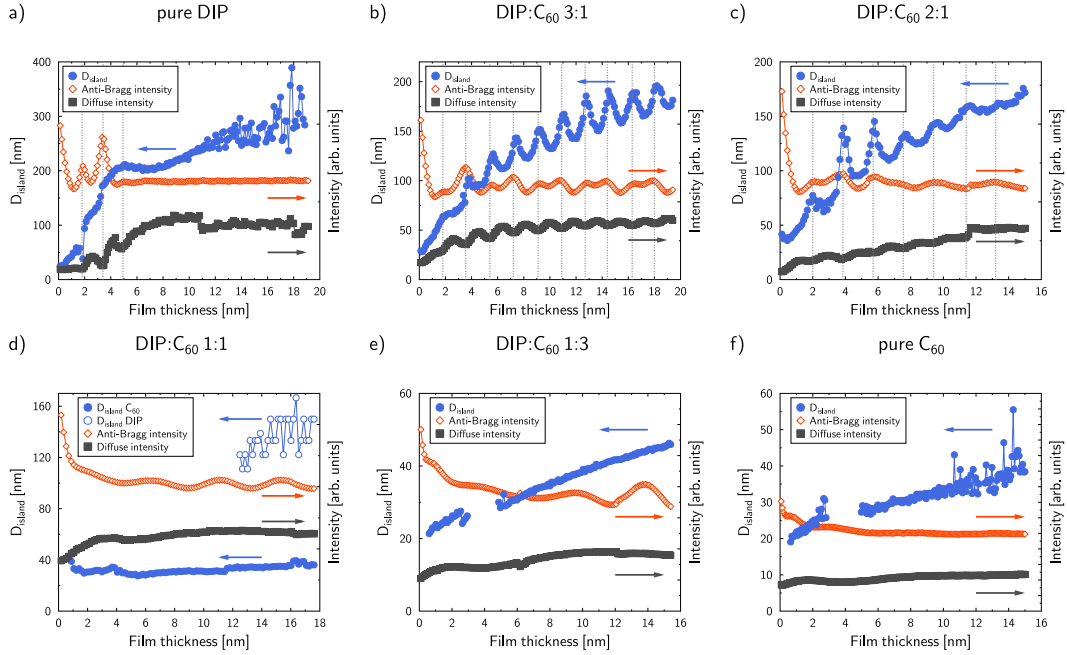 a) pure DIP
D_island
Anti-Bragg intensity
Diffuse intensity
400
300
200
100
0
D_island [nm]
Intensity [arb. units]
0 2 4 6 8 10 12 14 16 18 20
Film thickness [nm]
b) DIP:C₆₀ 3:1
D_island
Anti-Bragg intensity
Diffuse intensity
200
150
100
50
0
D_island [nm]
Intensity [arb. units]
0 2 4 6 8 10 12 14 16 18 20
Film thickness [nm]
c) DIP:C₆₀ 2:1
D_island
Anti-Bragg intensity
Diffuse intensity
200
150
100
50
0
D_island [nm]
Intensity [arb. units]
0 2 4 6 8 10 12 14 16
Film thickness [nm]
d) DIP:C₆₀ 1:1
D_island C₆₀
D_island DIP
Anti-Bragg intensity
Diffuse intensity
160
120
80
40
0
D_island [nm]
Intensity [arb. units]
0 2 4 6 8 10 12 14 16 18
Film thickness [nm]
e) DIP:C₆₀ 1:3
D_island
Anti-Bragg intensity
Diffuse intensity
60
40
20
0
D_island [nm]
Intensity [arb. units]
0 2 4 6 8 10 12 14 16
Film thickness [nm]
f) pure C₆₀
D_island
Anti-Bragg intensity
Diffuse intensity
60
50
40
30
20
10
0
D_island [nm]
Intensity [arb. units]
0 2 4 6 8 10 12 14 16
Film thickness [nm]